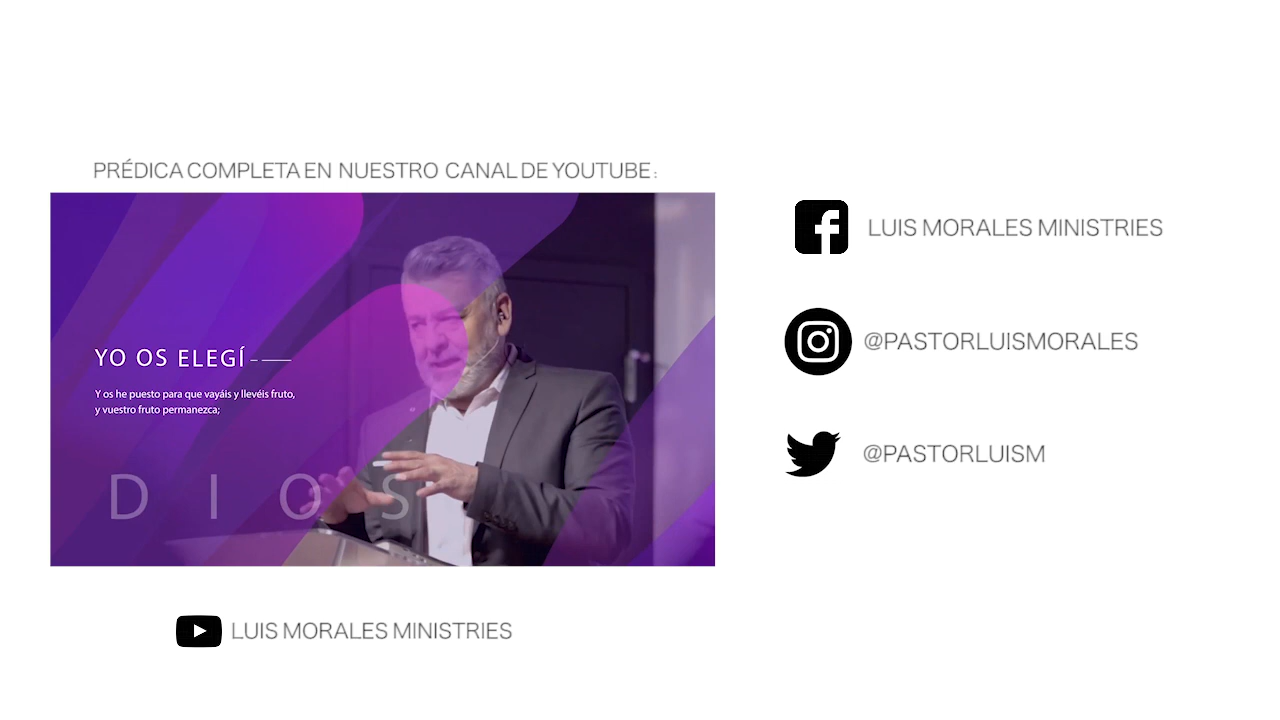 PRÉDICA COMPLETA EN NUESTRO CANAL DE YOUTUBE:
YO OS ELEGÍ
Y os he puesto para que vayáis y llevéis fruto,
y vuestro fruto permanezca;
DIOS
LUIS MORALES MINISTRIES
LUIS MORALES MINISTRIES
@PASTORLUISMORALES
@PASTORLUISM